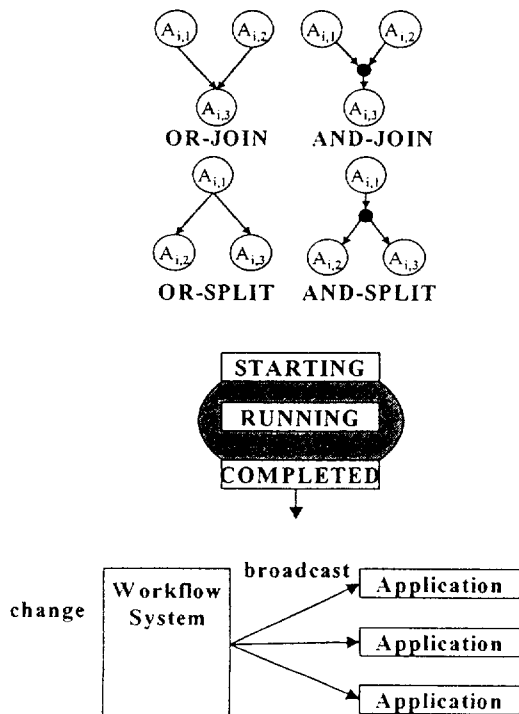 A i,1 A i,2 A i,1 A i,2
A i,3 A i,3
OR-JOIN AND-JOIN
A i,1 A i,1
A i,2 A i,3 A i,2 A i,3
OR-SPLIT AND-SPLIT
STARTING
RUNNING
COMPLETED
broadcast
change
Workflow
System
Application
Application
Application